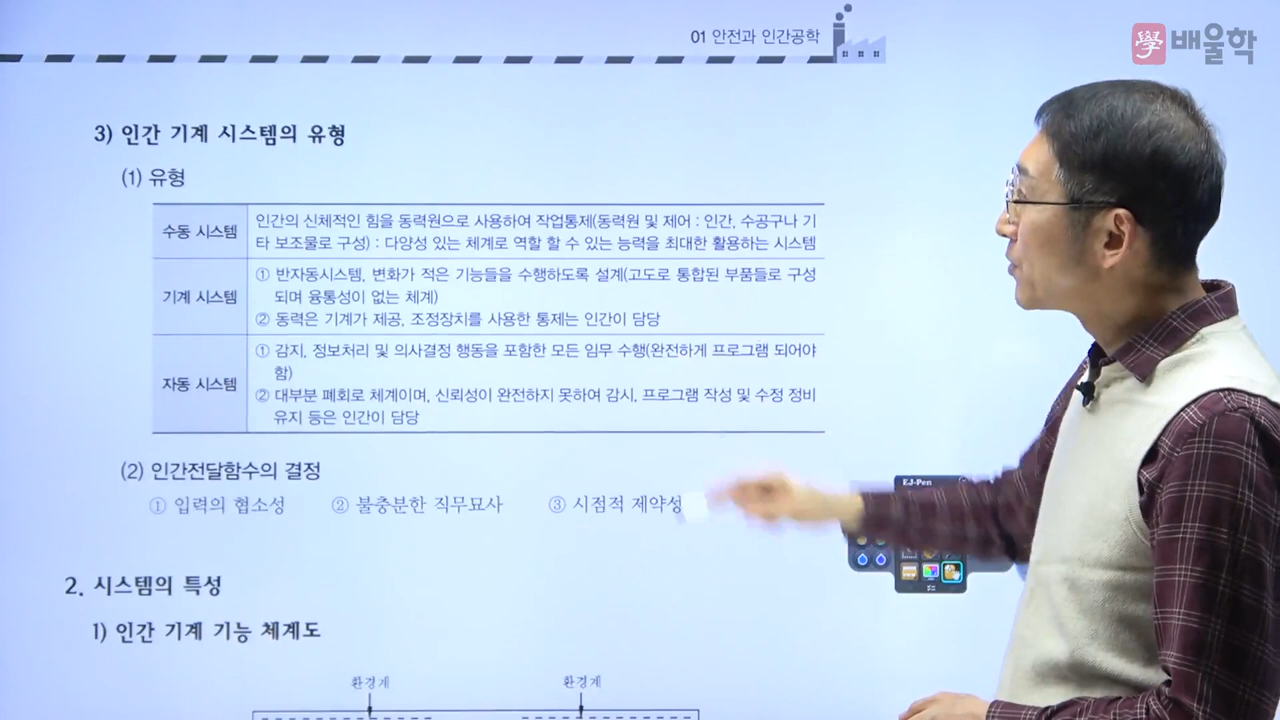 01 안전과 인간공학
學 배울학
3) 인간 기계 시스템의 유형
(1) 유형
수동 시스템
인간의 신체적인 힘을 동력원으로 사용하여 작업통제(동력원 및 제어 : 인간, 수공구나 기
타 보조물로 구성) : 다양성 있는 체계로 역할 할 수 있는 능력을 최대한 활용하는 시스템
기계 시스템
① 반자동시스템, 변화가 적은 기능들을 수행하도록 설계(고도로 통합된 부품들로 구성
되며 융통성이 없는 체계)
② 동력은 기계가 제공, 조정장치를 사용한 통제는 인간이 담당
자동 시스템
① 감지, 정보처리 및 의사결정 행동을 포함한 모든 임무 수행(완전하게 프로그램 되어야
함)
② 대부분 폐회로 체계이며, 신뢰성이 완전하지 못하여 감시, 프로그램 작성 및 수정 정비
유지 등은 인간이 담당
(2) 인간전달함수의 결정
① 입력의 협소성 ② 불충분한 직무묘사 ③ 시점적 제약성
EJ-Pen
2. 시스템의 특성
1) 인간 기계 기능 체계도
환경계 환경계